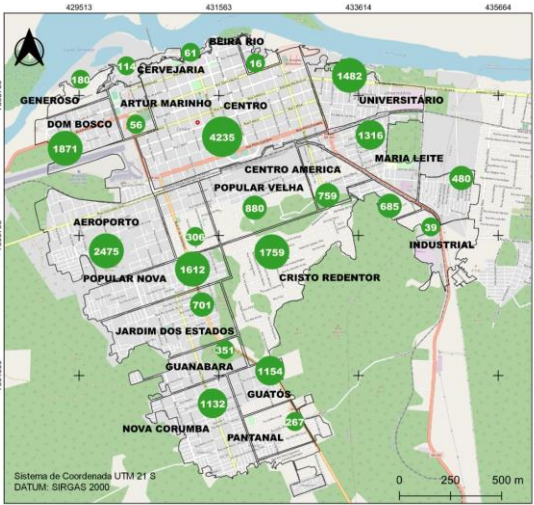 429513 431563 433614 435664
BEIRA RIO
61
114
16
CERVEJARIA
180
1482
GENEROSO
ARTUR MARINHO
CENTRO
UNIVERSITÁRIO
DOM BOSCO
56
4235
1316
1871
MARIA LEITE
CENTRO AMERICA
480
POPULAR VELHA
759
880
685
AEROPORTO
39
306
INDUSTRIAL
2475
1759
1612
POPULAR NOVA
CRISTO REDENTOR
701
JARDIM DOS ESTADOS
351
GUANABARA
1154
GUATÓS
1132
267
NOVA CORUMBA
PANTANAL
Sistema de Coordenada UTM 21 S
DATUM: SIRGAS 2000
0 250 500 m